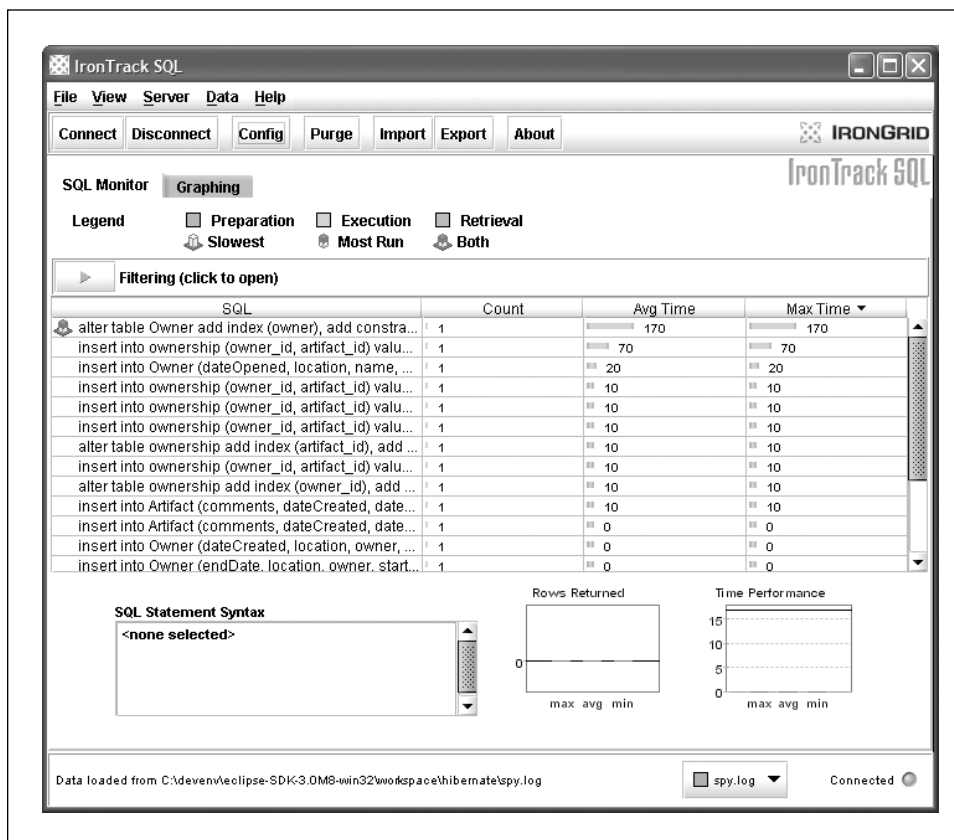 IronTrack SQL
File View Server Data Help
Connect Disconnect Config Purge Import Export About IRONGRID
IronTrack SQL
SQL Monitor Graphing
Legend Preparation Execution Retrieval
Slowest Most Run Both
Filtering (click to open)
SQL Count Avg Time Max Time
alter table Owner add index (owner), add constra... 1 170 170
insert into ownership (owner_id, artifact_id) valu... 1 70 70
insert into Owner (dateOpened, location, name, ... 1 20 20
insert into ownership (owner_id, artifact_id) valu... 1 10 10
insert into ownership (owner_id, artifact_id) valu... 1 10 10
insert into ownership (owner_id, artifact_id) valu... 1 10 10
alter table ownership add index (artifact_id), add ... 1 10 10
insert into ownership (owner_id, artifact_id) valu... 1 10 10
alter table ownership add index (owner_id), add ... 1 10 10
insert into Artifact (comments, dateCreated, date... 1 10 10
insert into Artifact (comments, dateCreated, date... 1 0 0
insert into Owner (dateCreated, location, owner, ... 1 0 0
insert into Owner (endDate, location, owner, start... 1 0 0
SQL Statement Syntax
<none selected>
Rows Returned
0
max avg min
Time Performance
15
10
5
0
max avg min
Data loaded from C:\devenv\eclipse-SDK-3.0M8-win32\workspace\hibernate\spy.log spy.log Connected